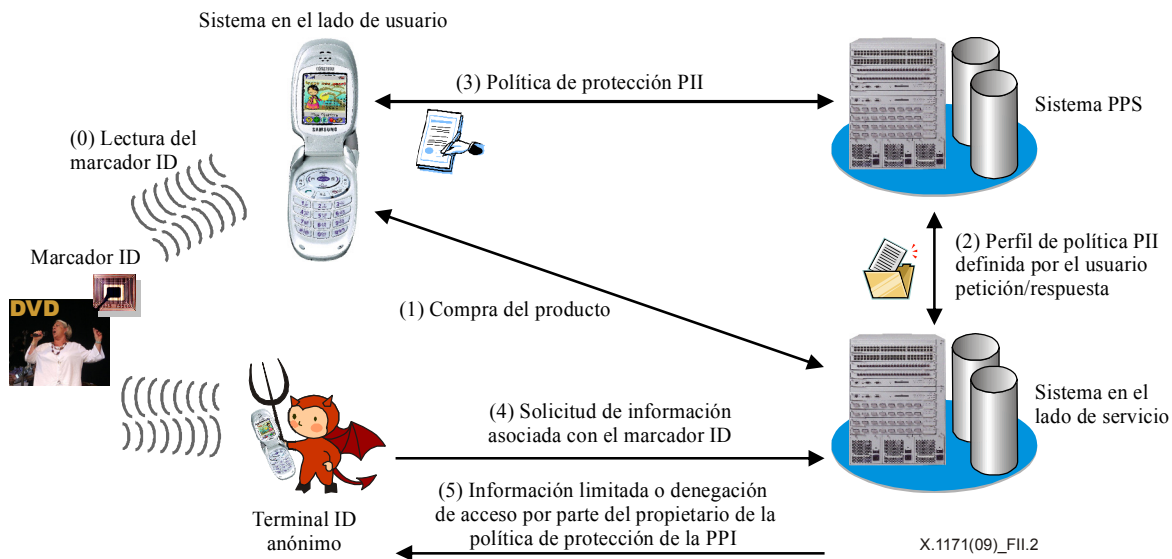 Sistema en el lado de usuario
(3) Política de protección PII
Sistema PPS
(0) Lectura del
marcador ID
SAMSUNG
Marcador ID
DVD
(2) Perfil de política PII
definida por el usuario
petición/respuesta
(1) Compra del producto
Sistema en el
lado de servicio
(4) Solicitud de información
asociada con el marcador ID
(5) Información limitada o denegación
de acceso por parte del propietario de la
política de protección de la PPI
Terminal ID
anónimo
X.1171(09)_FII.2